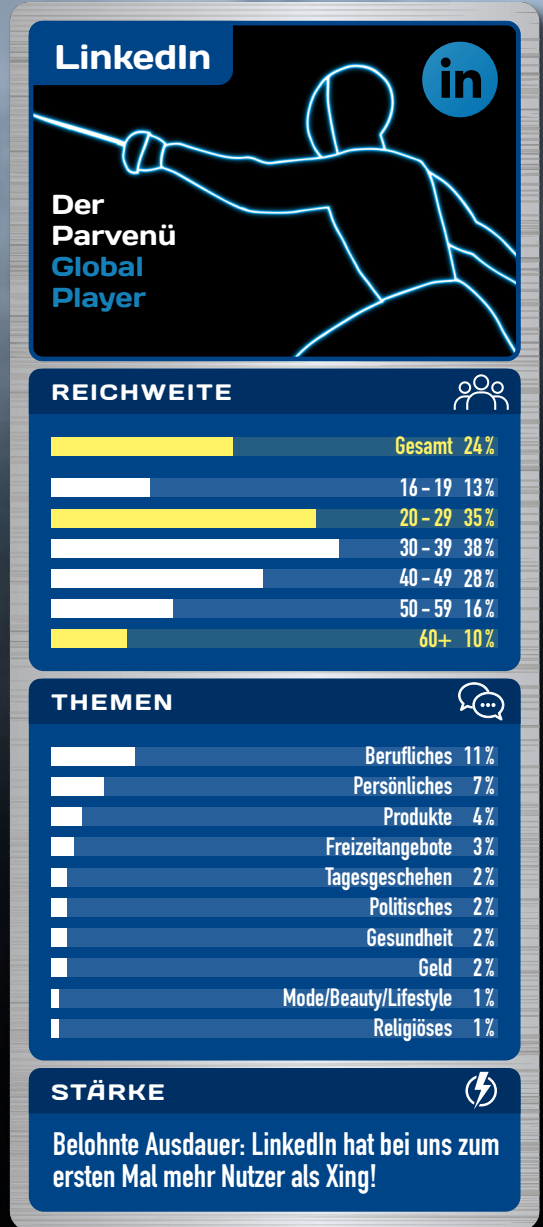 LinkedIn
in
Der
Parvenü
Global
Player
REICHWEITE
Gesamt 24%
16 – 19 13%
20 – 29 35%
30 – 39 38%
40 – 49 28%
50 – 59 16%
60+ 10%
THEMEN
Berufliches 11%
Persönliches 7%
Produkte 4%
Freizeitangebote 3%
Tagesgeschehen 2%
Politisches 2%
Gesundheit 2%
Geld 2%
Mode/Beauty/Lifestyle 1%
Religiöses 1%
STÄRKE
Belohnte Ausdauer: LinkedIn hat bei uns zum
ersten Mal mehr Nutzer als Xing!